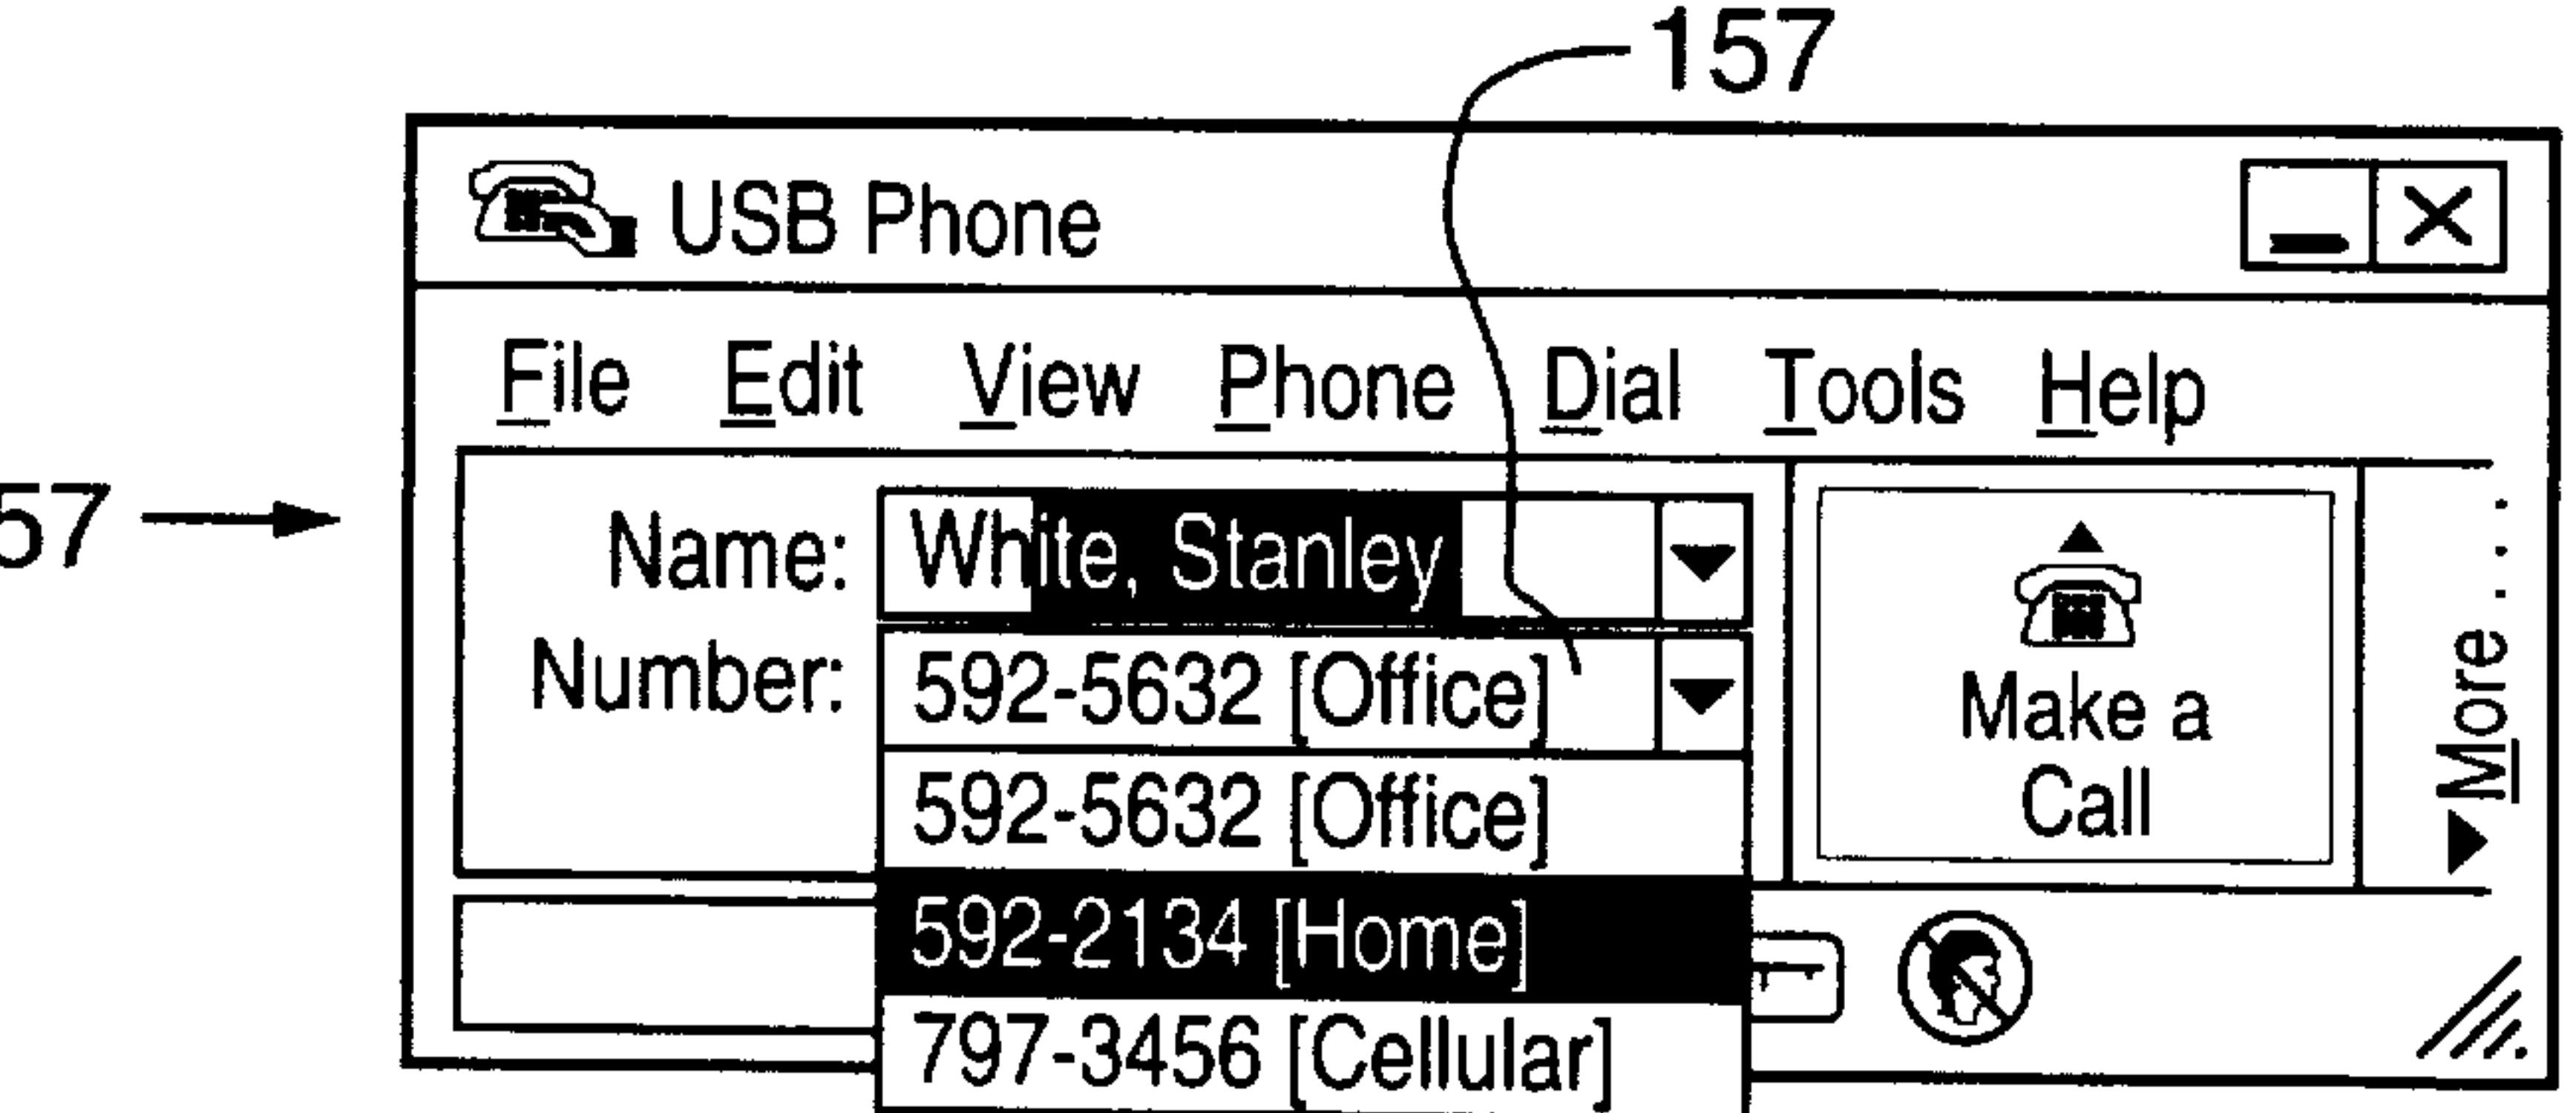 157
USB Phone
File Edit View Phone Dial Tools Help
57
Name: White, Stanley
Number: 592-5632 [Office]
592-5632 [Office]
592-2134 [Home]
797-3456 [Cellular]
Make a
Call
More ...